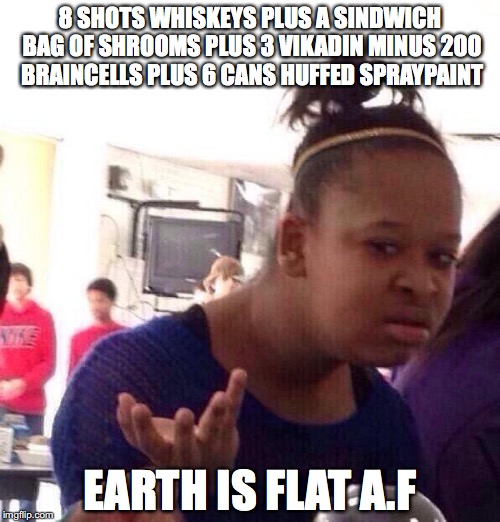 8 SHOTS WHISKEYS PLUS A SINDWICH
BAG OF SHROOMS PLUS 3 VIKADIN MINUS 200
BRAINCELLS PLUS 6 CANS HUFFED SPRAYPAINT
EARTH IS FLAT A.F
imgflip.com